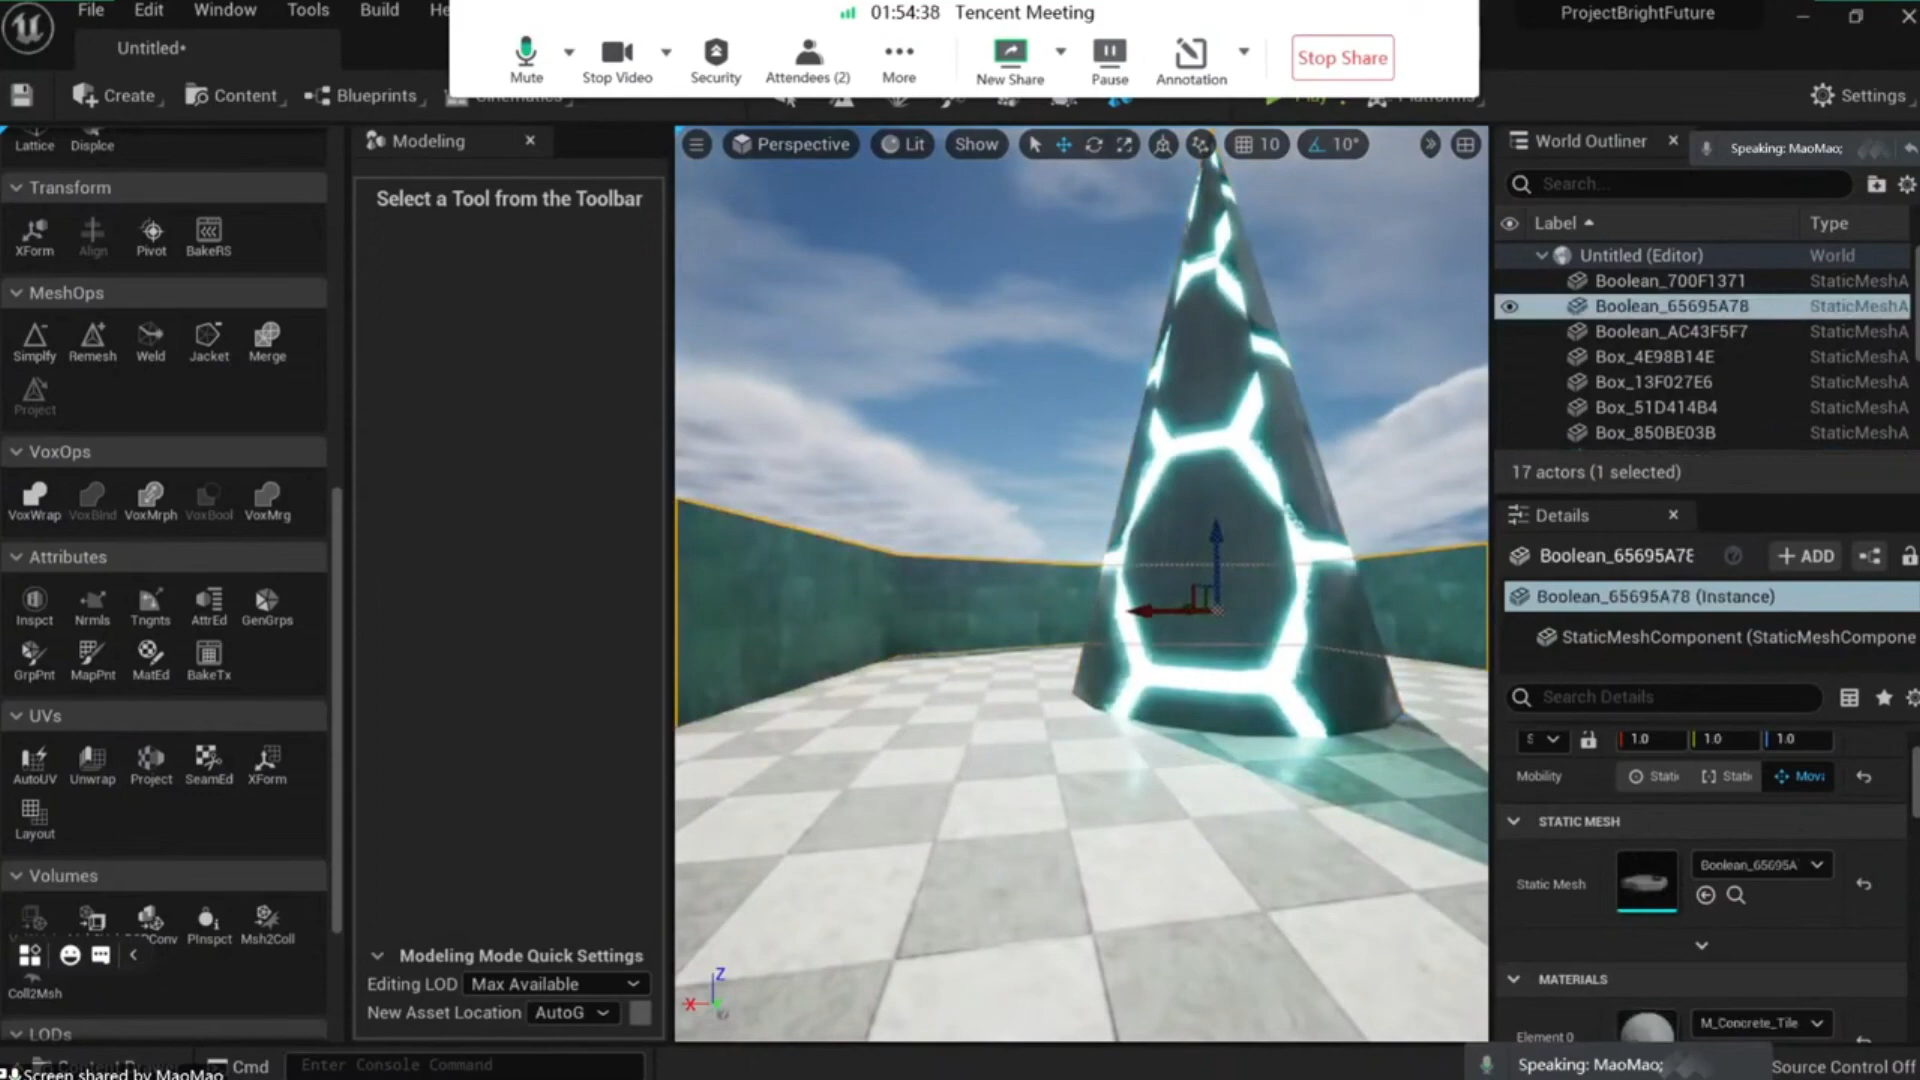 File Edit Window Tools Build He
01:54:38 Tencent Meeting
ProjectBrightFuture
Untitled•
Mute Stop Video Security Attendees (2) More New Share Pause Annotation Stop Share
Create Content Blueprints Settings
Lattice Displce
Modeling
Perspective Lit Show 10 10°
World Outliner
Speaking: MaoMao;
Transform
Select a Tool from the Toolbar
Search...
XForm Align Pivot BakeRS
Label Type
Untitled (Editor) World
Boolean_700F1371 StaticMeshA
MeshOps
Boolean_65695A78 StaticMeshA
Boolean_AC43F5F7 StaticMeshA
Simplfy Remesh Weld Jacket Merge
Box_4E98B14E StaticMeshA
Box_13F027E6 StaticMeshA
Project
Box_51D414B4 StaticMeshA
Box_850BE03B StaticMeshA
VoxOps
17 actors (1 selected)
VoxWrap VoxBlnd VoxMrph VoxBool VoxMrg
Details
Attributes
Boolean_65695A78 ADD
Boolean_65695A78 (Instance)
Inspct Nrmls Tngnts AttrEd GenGrps
StaticMeshComponent (StaticMeshCompone
GrpPnt MapPnt MatEd BakeTx
Search Details
UVs
1.0 1.0 1.0
AutoUV Unwrap Project SeamEd XForm
Mobility Stati Stati Mova
Layout
STATIC MESH
Volumes
Boolean_65695A
Static Mesh
Conv PInspct Msh2Coll
Modeling Mode Quick Settings
Editing LOD Max Available
MATERIALS
Coll2Msh
New Asset Location AutoG
Z
X
M_Concrete_Tile
LODs
Element 0
Cmd Enter Console Command
Speaking: MaoMao;
Source Control Off
Screen shared by MaoMao